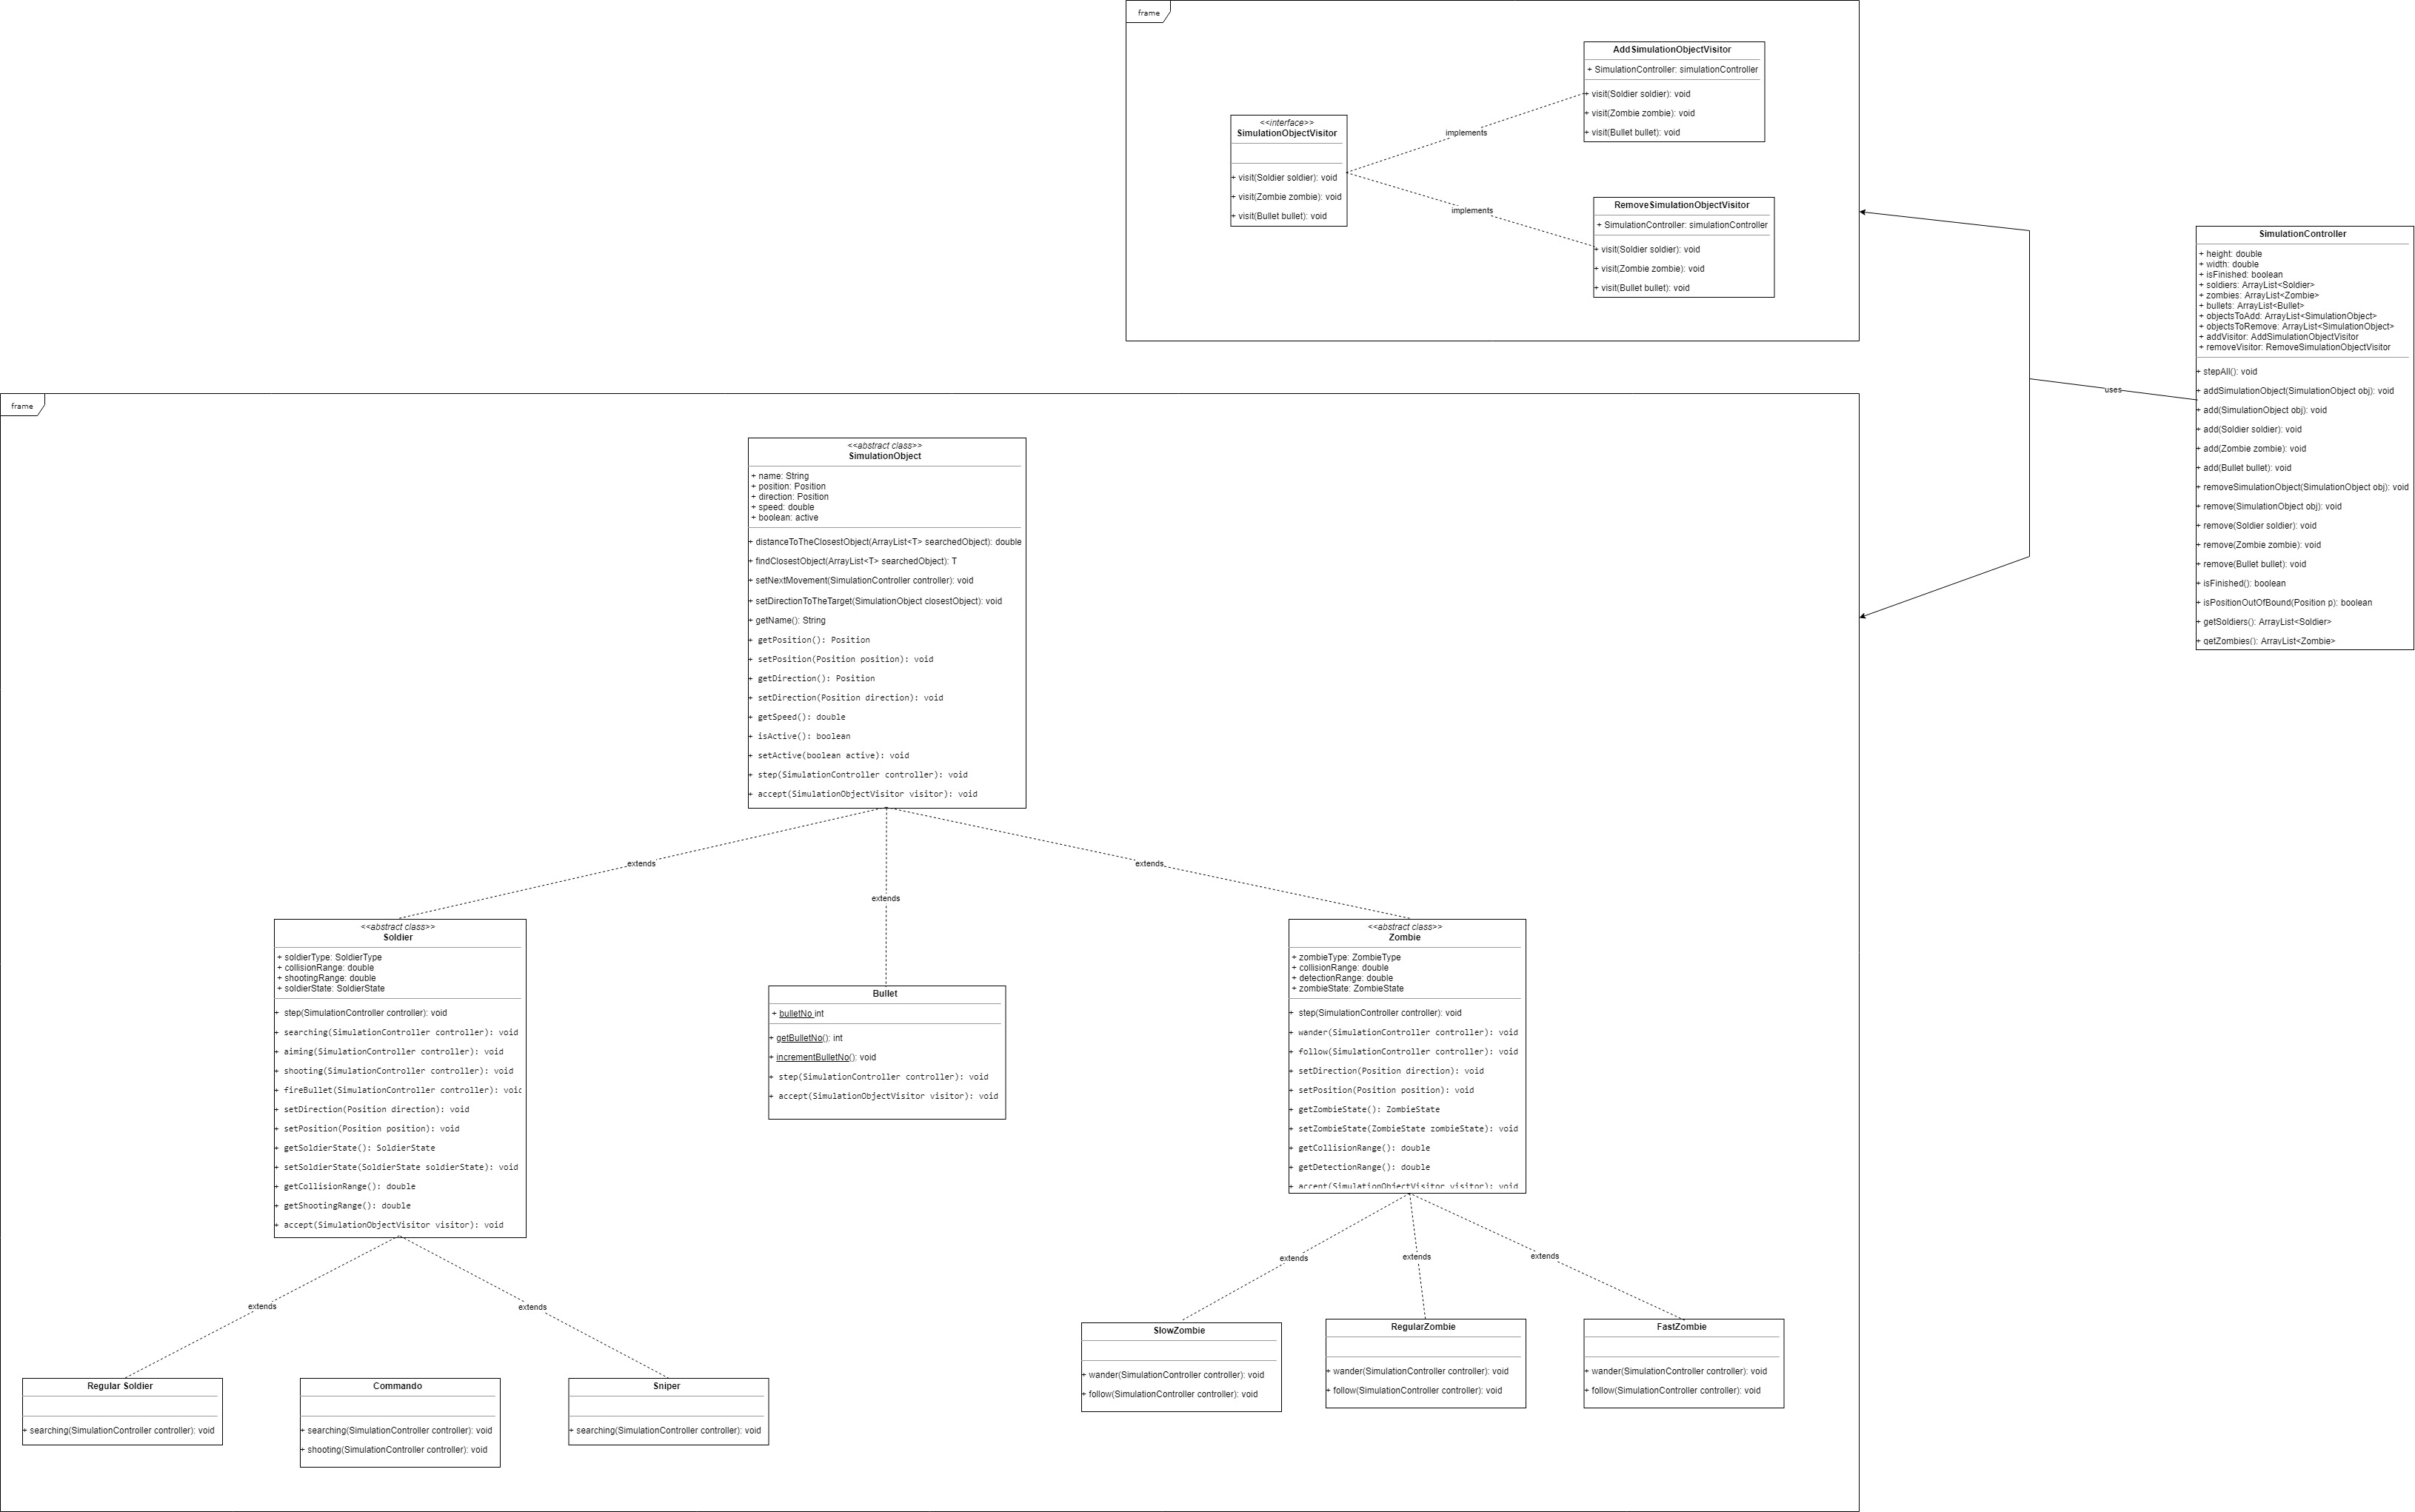 frame
AddSimulationObjectVisitor
+ SimulationController: simulationController
+ visit(Soldier soldier): void
+ visit(Zombie zombie): void
+ visit(Bullet bullet): void
<<interface>>
SimulationObjectVisitor
+ visit(Soldier soldier): void
+ visit(Zombie zombie): void
+ visit(Bullet bullet): void
implements
implements
RemoveSimulationObjectVisitor
+ SimulationController: simulationController
+ visit(Soldier soldier): void
+ visit(Zombie zombie): void
+ visit(Bullet bullet): void
SimulationController
+ height: double
+ width: double
+ isFinished: boolean
+ soldiers: ArrayList<Soldier>
+ zombies: ArrayList<Zombie>
+ bullets: ArrayList<Bullet>
+ objectsToAdd: ArrayList<SimulationObject>
+ objectsToRemove: ArrayList<SimulationObject>
+ addVisitor: AddSimulationObjectVisitor
+ removeVisitor: RemoveSimulationObjectVisitor
+ stepAll(): void
+ addSimulationObject(SimulationObject obj): void
+ add(SimulationObject obj): void
+ add(Soldier soldier): void
+ add(Zombie zombie): void
+ add(Bullet bullet): void
+ removeSimulationObject(SimulationObject obj): void
+ remove(SimulationObject obj): void
+ remove(Soldier soldier): void
+ remove(Zombie zombie): void
+ remove(Bullet bullet): void
+ isFinished(): boolean
+ isPositionOutOfBound(Position p): boolean
+ getSoldiers(): ArrayList<Soldier>
+ getZombies(): ArrayList<Zombie>
uses
frame
<<abstract class>>
SimulationObject
+ name: String
+ position: Position
+ direction: Position
+ speed: double
+ boolean: active
+ distanceToTheClosestObject(ArrayList<T> searchedObject): double
+ findClosestObject(ArrayList<T> searchedObject): T
+ setNextMovement(SimulationController controller): void
+ setDirectionToTheTarget(SimulationObject closestObject): void
+ getName(): String
+ getPosition(): Position
+ setPosition(Position position): void
+ getDirection(): Position
+ setDirection(Position direction): void
+ getSpeed(): double
+ isActive(): boolean
+ setActive(boolean active): void
+ step(SimulationController controller): void
+ accept(SimulationObjectVisitor visitor): void
extends
extends
extends
<<abstract class>>
Soldier
+ soldierType: SoldierType
+ collisionRange: double
+ shootingRange: double
+ soldierState: SoldierState
+ step(SimulationController controller): void
+ searching(SimulationController controller): void
+ aiming(SimulationController controller): void
+ shooting(SimulationController controller): void
+ fireBullet(SimulationController controller): void
+ setDirection(Position direction): void
+ setPosition(Position position): void
+ getSoldierState(): SoldierState
+ setSoldierState(SoldierState soldierState): void
+ getCollisionRange(): double
+ getShootingRange(): double
+ accept(SimulationObjectVisitor visitor): void
Bullet
+ bulletNo int
+ getBulletNo(): int
+ incrementBulletNo(): void
+ step(SimulationController controller): void
+ accept(SimulationObjectVisitor visitor): void
<<abstract class>>
Zombie
+ zombieType: ZombieType
+ collisionRange: double
+ detectionRange: double
+ zombieState: ZombieState
+ step(SimulationController controller): void
+ wander(SimulationController controller): void
+ follow(SimulationController controller): void
+ setDirection(Position direction): void
+ setPosition(Position position): void
+ getZombieState(): ZombieState
+ setZombieState(ZombieState zombieState): void
+ getCollisionRange(): double
+ getDetectionRange(): double
+ accept(SimulationObjectVisitor visitor): void
extends
extends
extends
extends
extends
Regular Soldier
+ searching(SimulationController controller): void
Commando
+ searching(SimulationController controller): void
+ shooting(SimulationController controller): void
Sniper
+ searching(SimulationController controller): void
SlowZombie
+ wander(SimulationController controller): void
+ follow(SimulationController controller): void
RegularZombie
+ wander(SimulationController controller): void
+ follow(SimulationController controller): void
FastZombie
+ wander(SimulationController controller): void
+ follow(SimulationController controller): void